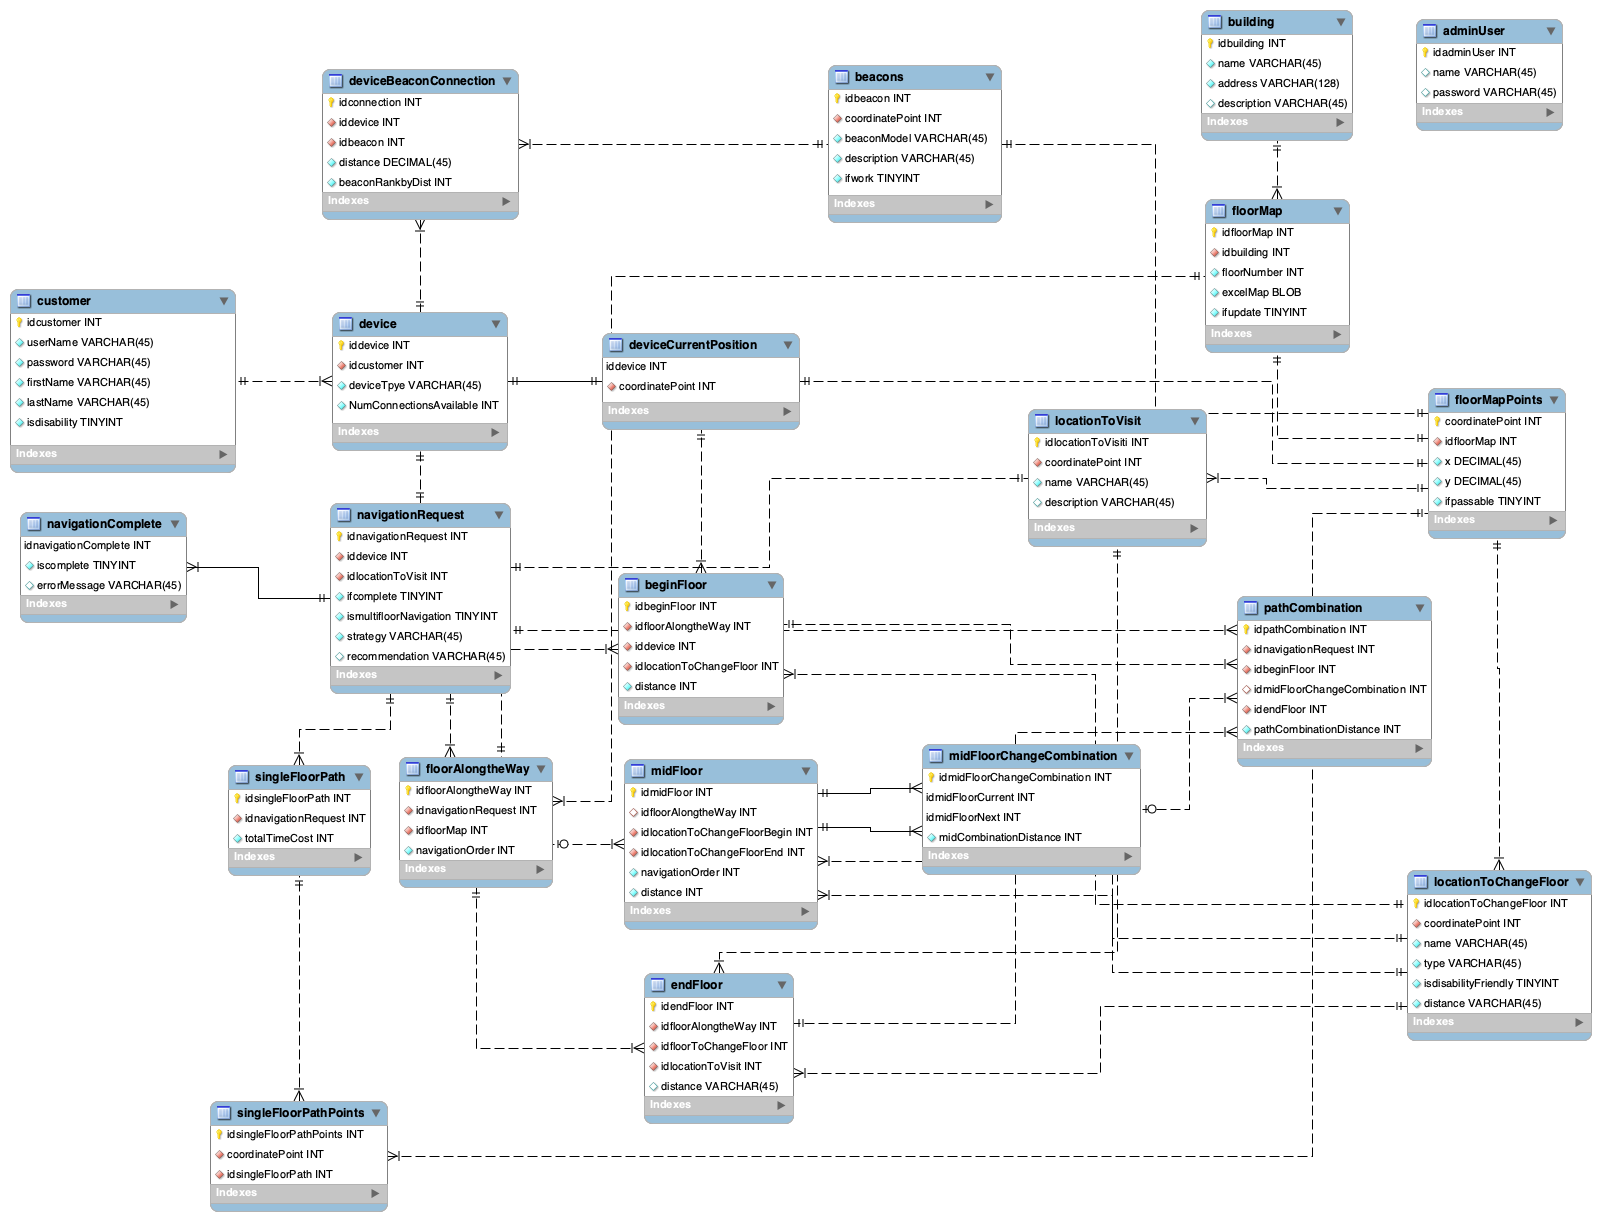 building
idbuilding INT
name VARCHAR(45)
address VARCHAR(128)
description VARCHAR(45)
Indexes
adminUser
idadminUser INT
name VARCHAR(45)
password VARCHAR(45)
Indexes
deviceBeaconConnection
idconnection INT
iddevice INT
idbeacon INT
distance DECIMAL(45)
beaconRankbyDist INT
Indexes
beacons
idbeacon INT
coordinatePoint INT
beaconModel VARCHAR(45)
description VARCHAR(45)
ifwork TINYINT
Indexes
floorMap
idfloorMap INT
idbuilding INT
floorNumber INT
excelMap BLOB
ifupdate TINYINT
Indexes
customer
idcustomer INT
userName VARCHAR(45)
password VARCHAR(45)
firstName VARCHAR(45)
lastName VARCHAR(45)
isdisability TINYINT
Indexes
device
iddevice INT
idcustomer INT
deviceTpye VARCHAR(45)
NumConnectionsAvailable INT
Indexes
deviceCurrentPosition
iddevice INT
coordinatePoint INT
Indexes
locationToVisit
idlocationToVisiti INT
coordinatePoint INT
name VARCHAR(45)
description VARCHAR(45)
Indexes
floorMapPoints
coordinatePoint INT
idfloorMap INT
x DECIMAL(45)
y DECIMAL(45)
ifpassable TINYINT
Indexes
navigationComplete
idnavigationComplete INT
iscomplete TINYINT
errorMessage VARCHAR(45)
Indexes
navigationRequest
idnavigationRequest INT
iddevice INT
idlocationToVisit INT
ifcomplete TINYINT
ismultifloorNavigation TINYINT
strategy VARCHAR(45)
recommendation VARCHAR(45)
Indexes
beginFloor
idbeginFloor INT
idfloorAlongtheWay INT
iddevice INT
idlocationToChangeFloor INT
distance INT
Indexes
pathCombination
idpathCombination INT
idnavigationRequest INT
idbeginFloor INT
idmidFloorChangeCombination INT
idendFloor INT
pathCombinationDistance INT
Indexes
singleFloorPath
idsingleFloorPath INT
idnavigationRequest INT
totalTimeCost INT
Indexes
floorAlongtheWay
idfloorAlongtheWay INT
idnavigationRequest INT
idfloorMap INT
navigationOrder INT
Indexes
midFloor
idmidFloor INT
idfloorAlongtheWay INT
idlocationToChangeFloorBegin INT
idlocationToChangeFloorEnd INT
navigationOrder INT
distance INT
Indexes
midFloorChangeCombination
idmidFloorChangeCombination INT
idmidFloorCurrent INT
idmidFloorNext INT
midCombinationDistance INT
Indexes
locationToChangeFloor
idlocationToChangeFloor INT
coordinatePoint INT
name VARCHAR(45)
type VARCHAR(45)
isdisabilityFriendly TINYINT
distance VARCHAR(45)
Indexes
endFloor
idendFloor INT
idfloorAlongtheWay INT
idfloorToChangeFloor INT
idlocationToVisit INT
distance VARCHAR(45)
Indexes
singleFloorPathPoints
idsingleFloorPathPoints INT
coordinatePoint INT
idsingleFloorPath INT
Indexes